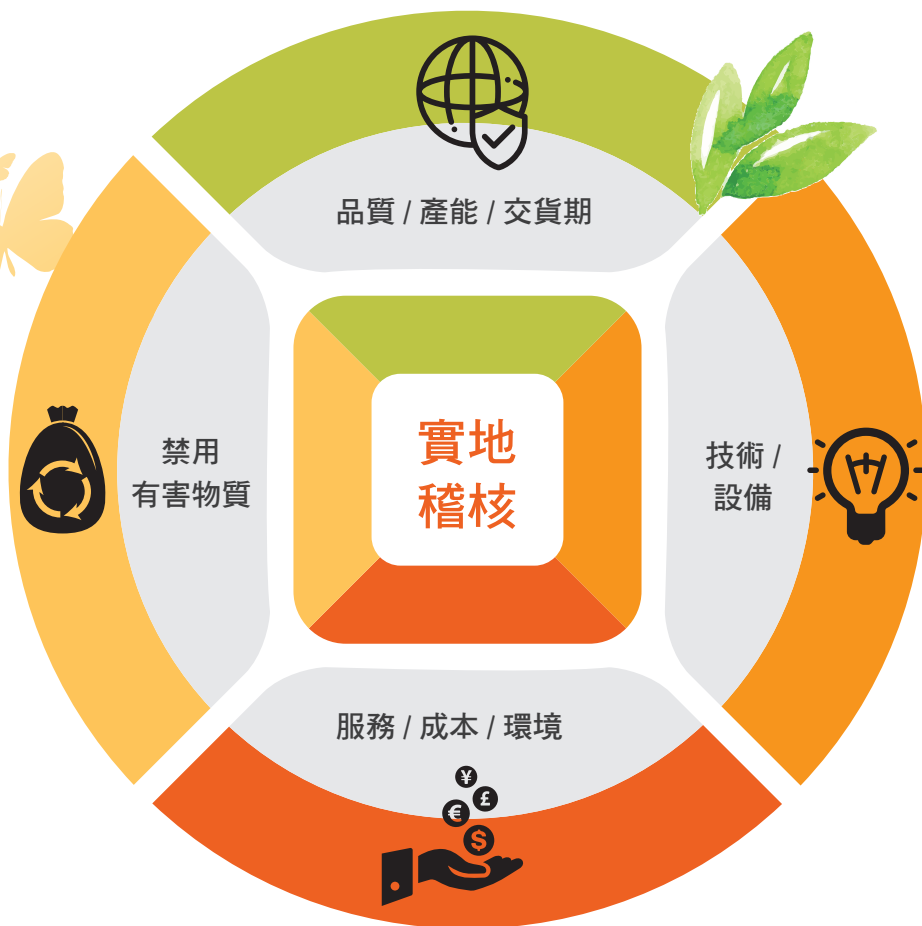 品質 / 產能 / 交貨期
禁用
有害物質
實地
稽核
技術 /
設備
服務 / 成本 / 環境
¥
£
€
$